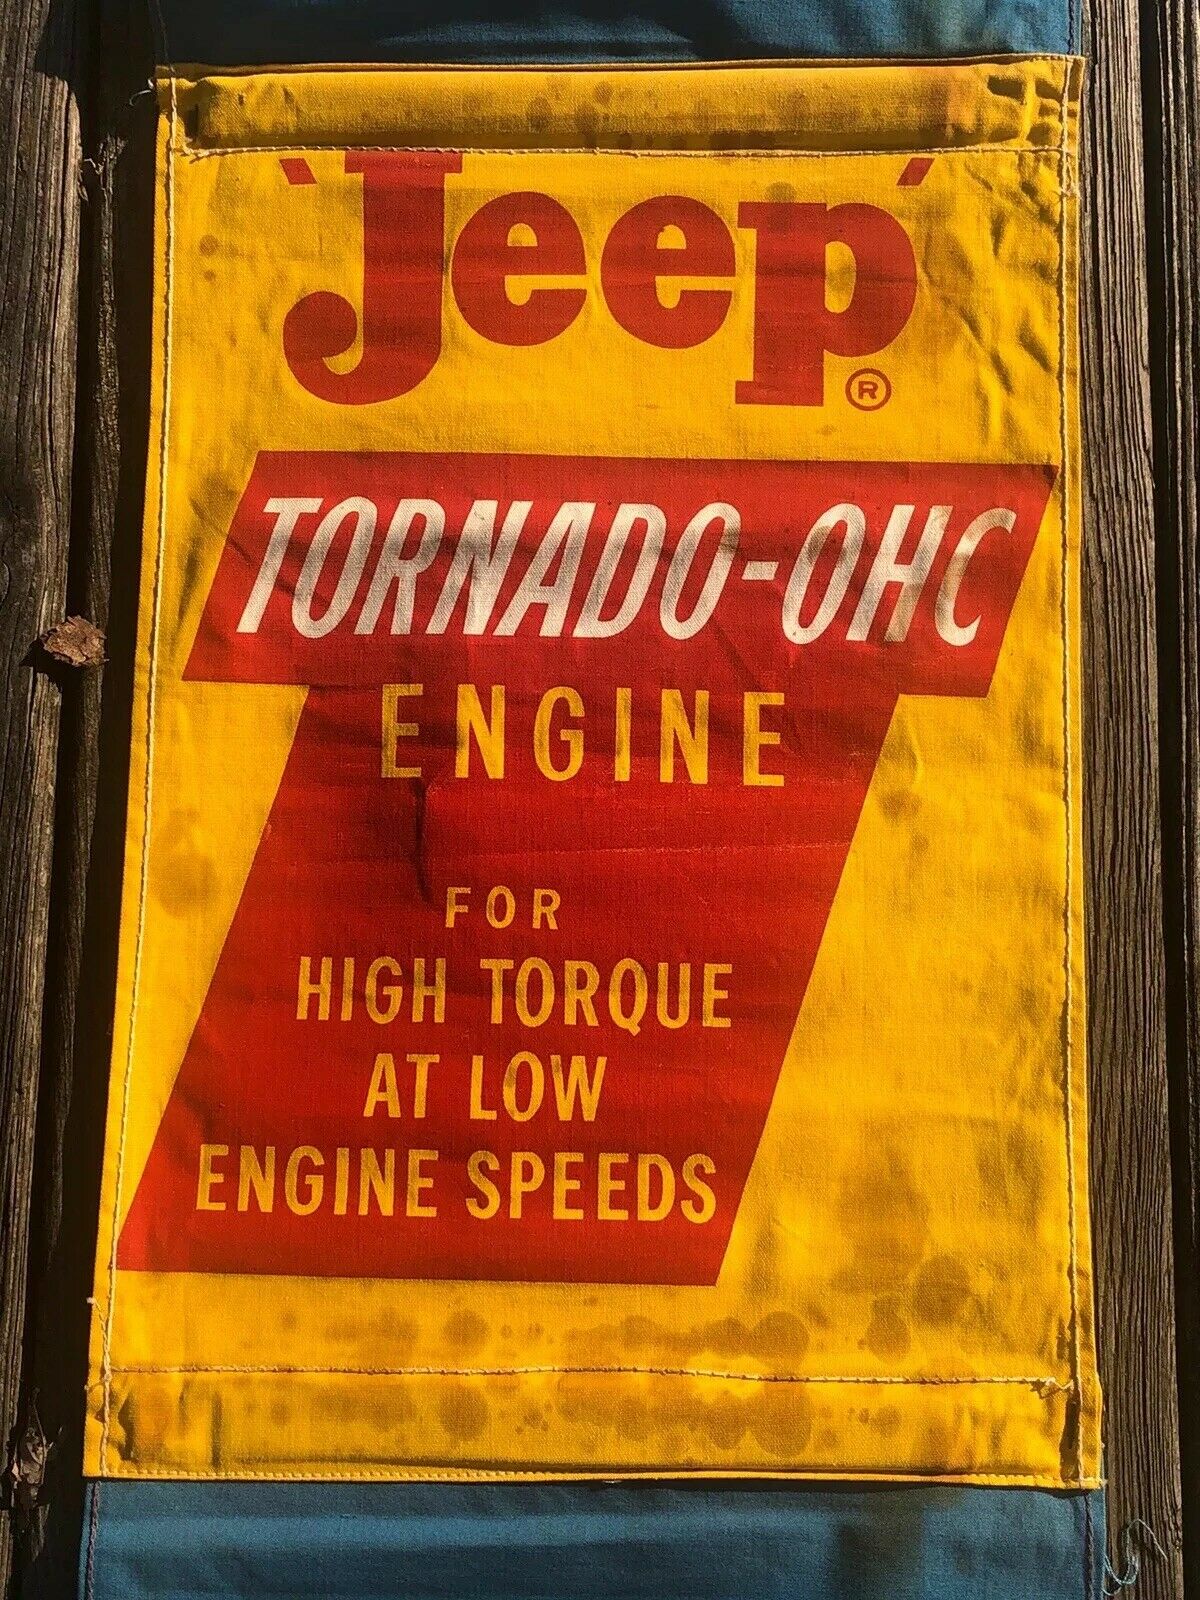 'Jeep'
®
TORNADO-OHC
ENGINE
FOR
HIGH TORQUE
AT LOW
ENGINE SPEEDS